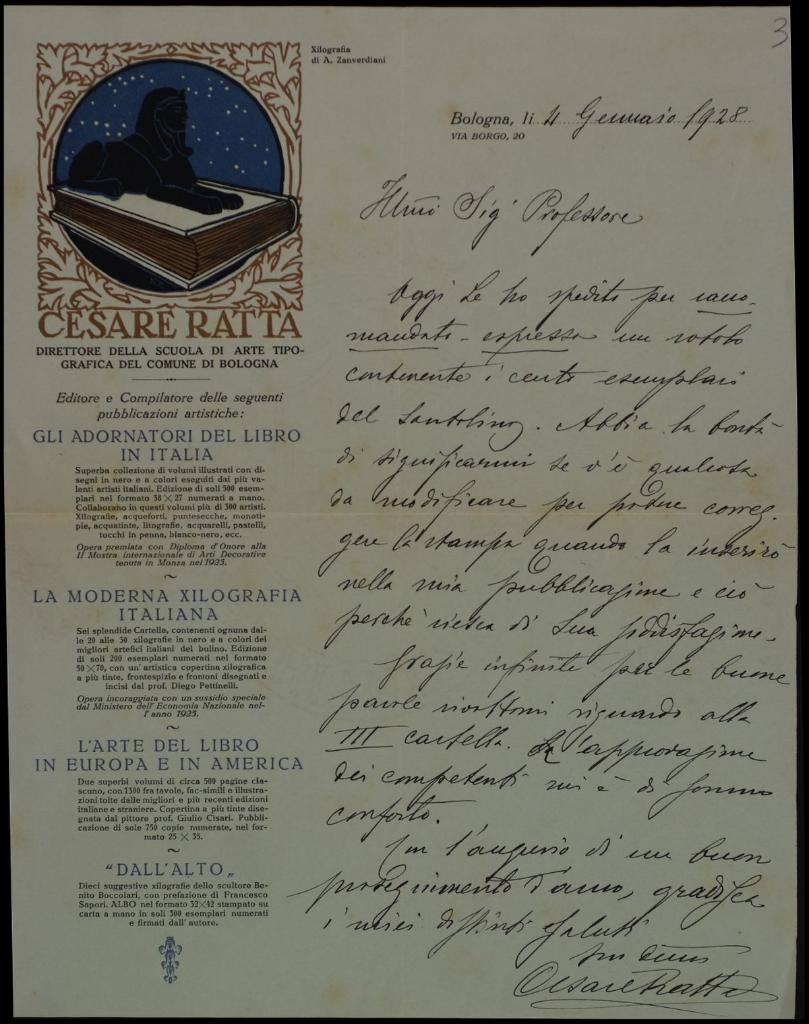 3
Xilografia
di A. Zanverdiani
CESARE RATTA
DIRETTORE DELLA SCUOLA DI ARTE TIPO-
GRAFICA DEL COMUNE DI BOLOGNA
Editore e Compilatore delle seguenti
pubblicazioni artistiche:
GLI ADORNATORI DEL LIBRO
IN ITALIA
Superba collezione di volumi illustrati con di-
segni in nero e a colori eseguiti dai più va-
lenti artisti italiani. Edizione di soli 500 esem-
plari nel formato 38 × 27 numerati a mano.
Collaborano in questi volumi più di 300 artisti.
Xilografie, acqueforti, puntesecche, monoti-
pie, acquatinte, litografie, acquarelli, pastelli,
tocchi in penna, bianco-nero, ecc.
Opera premiata con Diploma d'Onore alla
II Mostra internazionale di Arti Decorative
tenuta in Monza nel 1925.
~
LA MODERNA XILOGRAFIA
ITALIANA
Sei splendide Cartelle, contenenti ognuna dal-
le 20 alle 30 xilografie in nero e a colori dei
migliori artefici italiani del bulino. Edizione
di soli 200 esemplari numerati nel formato
50 × 70, con un'artistica copertina xilografica
a più tinte, frontespizio e frontoni disegnati e
incisi dal prof. Diego Pettinelli.
Opera incoraggiata con un sussidio speciale
dal Ministero dell'Economia Nazionale nel-
l'anno 1925.
~
L'ARTE DEL LIBRO
IN EUROPA E IN AMERICA
Due superbi volumi di circa 500 pagine cia-
scuno, con 1300 fra tavole, fac-simili e illustra-
zioni tolte dalle migliori e più recenti edizioni
italiane e straniere. Copertina a più tinte dise-
gnata dal pittore prof. Giulio Cisari. Pubbli-
cazione di sole 750 copie numerate, nel for-
mato 25 × 35.
~
"DALL'ALTO„
Dieci suggestive xilografie dello scultore Be-
nito Boccolari, con prefazione di Francesco
Sapori. ALBO nel formato 32×42 stampato su
carta a mano in soli 300 esemplari numerati
e firmati dall'autore.
Bologna, li 4 Gennaio 1928
VIA BORGO, 20
Illmo Sigr Professore
Oggi Le ho spedito per racco-
mandato - espresso un rotolo
contenente i cento esemplari
del Santolino. Abbia la bontà
di significarmi se v'è qualcosa
da modificare per poter correg-
gere la stampa quando la inserirò
nella mia pubblicazione e ciò
perchè riesca di Sua soddisfazione.
Grazie infinite per le buone
parole rivoltemi riguardo alla
III cartella. L'approvazione
dei competenti mi è di sommo
conforto.
Con l'augurio di un buon
proseguimento d'anno, gradisca
i miei distinti saluti
Cesare Ratta